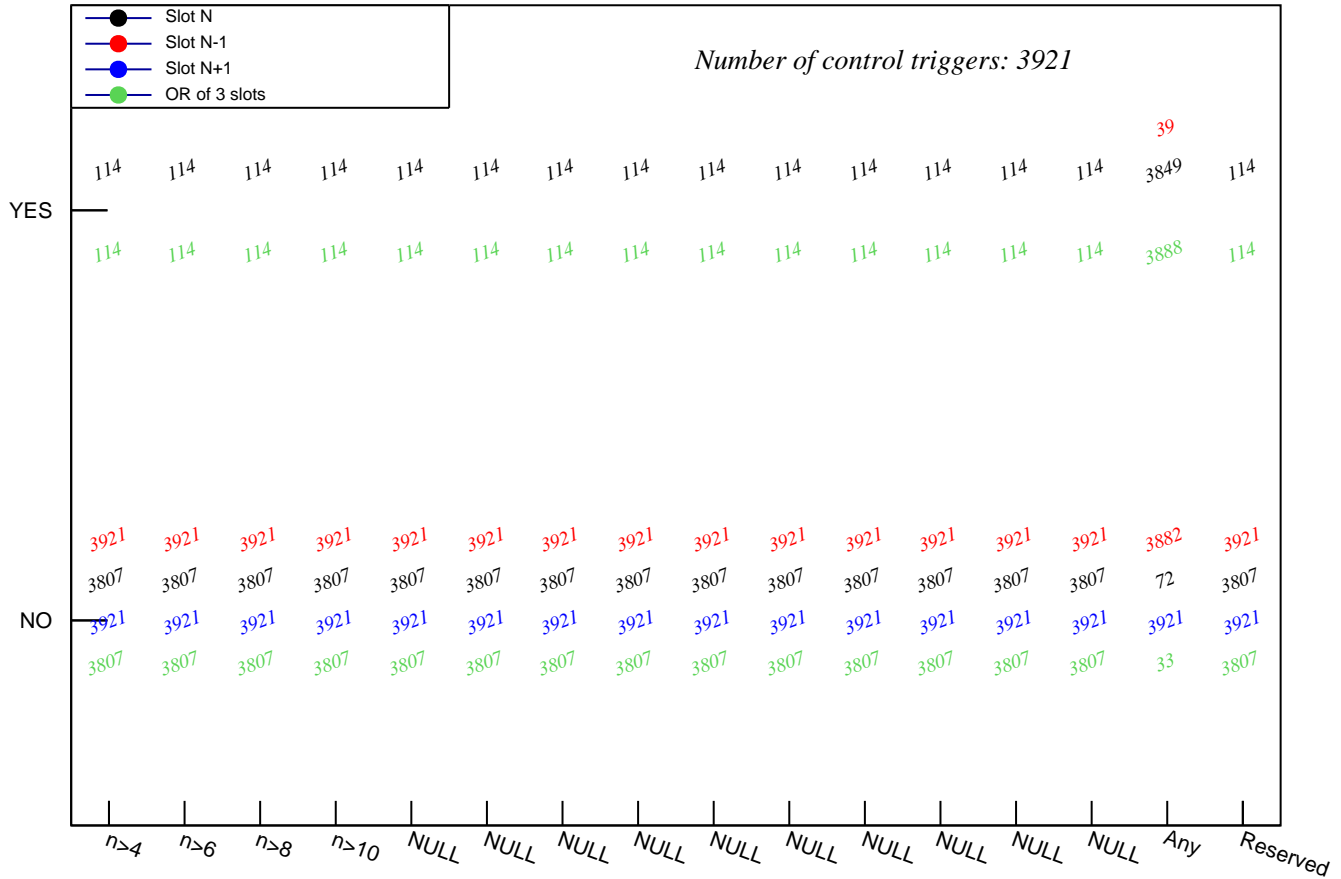 Slot N
Slot N-1
Slot N+1
OR of 3 slots
Number of control triggers: 3921
39
114 114 114 114 114 114 114 114 114 114 114 114 114 114 3849 114
YES
114 114 114 114 114 114 114 114 114 114 114 114 114 114 3888 114
3921 3921 3921 3921 3921 3921 3921 3921 3921 3921 3921 3921 3921 3921 3882 3921
3807 3807 3807 3807 3807 3807 3807 3807 3807 3807 3807 3807 3807 3807 72 3807
NO 3921 3921 3921 3921 3921 3921 3921 3921 3921 3921 3921 3921 3921 3921 3921 3921
3807 3807 3807 3807 3807 3807 3807 3807 3807 3807 3807 3807 3807 3807 33 3807
n>4 n>6 n>8 n>10 NULL NULL NULL NULL NULL NULL NULL NULL NULL NULL Any Reserved